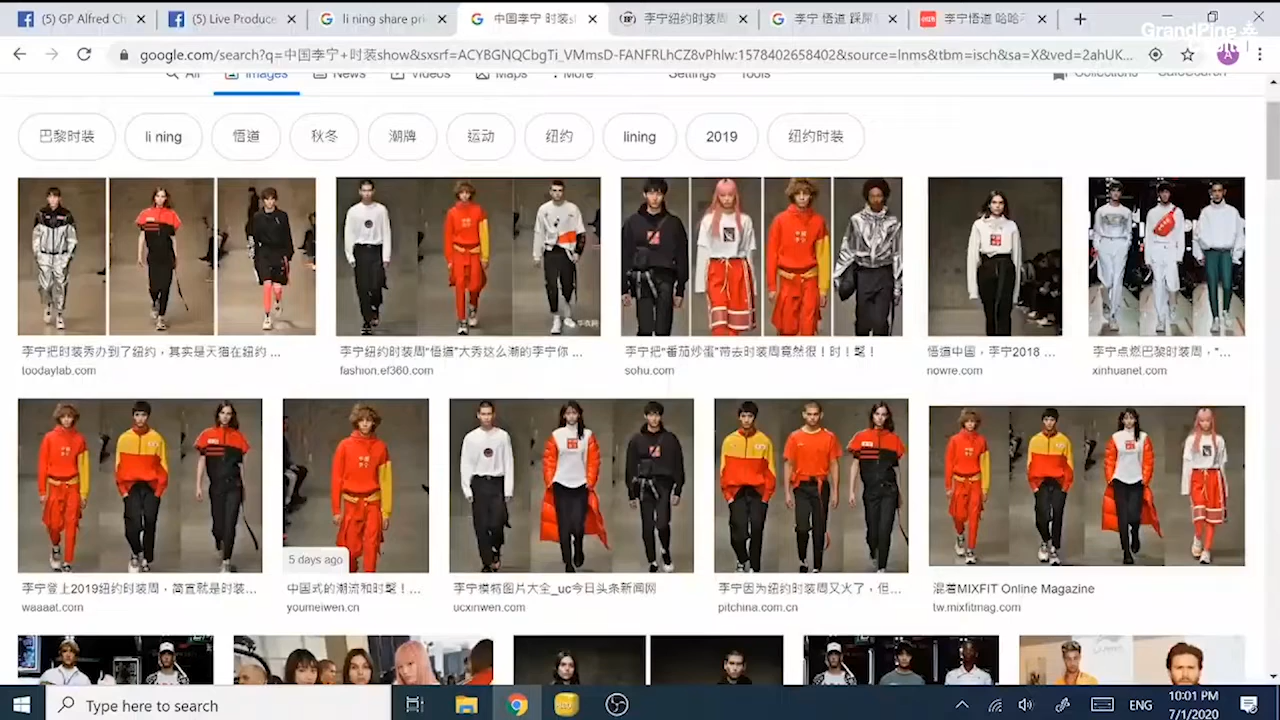 (5) GP Alfred Ch
(5) Live Produce
li ning share pri
中国李宁 时装s
李宁纽约时装周
李宁 悟道 踩屎
李宁悟道 哈哈
GrandPine
Capital
google.com/search?q=中国李宁+时装show&sxsrf=ACYBGNQChgTi_VMmsD-FANFRLhCZ8vPhlw:1578402658402&source=lnms&tbm=isch&sa=X&ved=2ahUK...
A
All
Images
News
Videos
Maps
More
Settings
Tools
Collections
SafeSearch
巴黎时装
li ning
悟道
秋冬
潮牌
运动
纽约
lining
2019
纽约时装
李宁把时装秀办到了纽约，其实是天猫在纽约 ...
toodaylab.com
李宁纽约时装周"悟道"大秀这么潮的李宁你 ...
fashion.ef360.com
李宁把"番茄炒蛋"带去时装周竟然很！时！髦！
sohu.com
悟道中国，李宁2018 ...
nowre.com
李宁点燃巴黎时装周，"...
xinhuanet.com
李宁登上2019纽约时装周，简直就是时装...
waaaat.com
5 days ago
中国式的潮流和时髦！...
youmeiwen.cn
李宁模特图片大全_uc今日头条新闻网
ucxinwen.com
李宁因为纽约时装周又火了，但...
pitchina.com.cn
混着MIXFIT Online Magazine
tw.mixfitmag.com
Type here to search
ENG
10:01 PM
7/1/2020